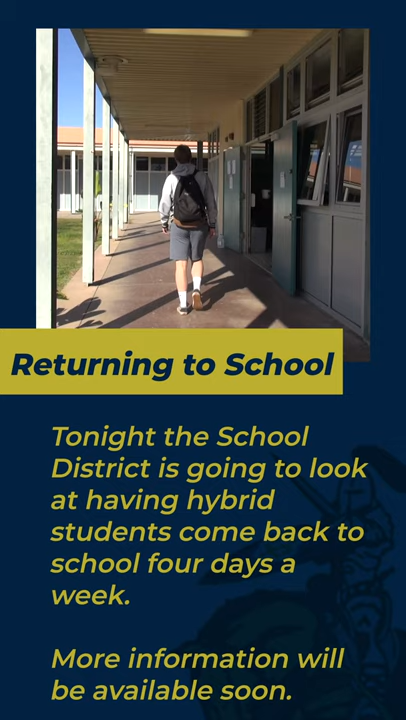 Returning to School
Tonight the School
District is going to look
at having hybrid
students come back to
school four days a
week.
More information will
be available soon.